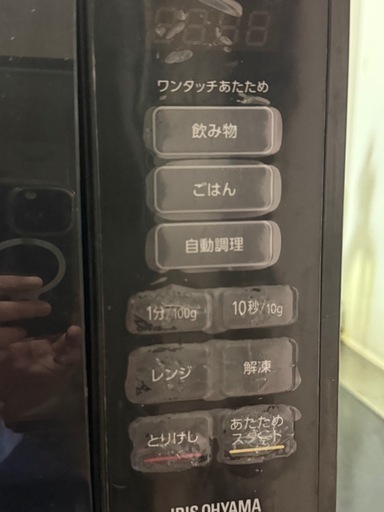 ワンタッチあたため
飲み物
ごはん
自動調理
1分/100g 10秒/10g
レンジ 解凍
とりけし あたため
スタート
IRIS OHYAMA